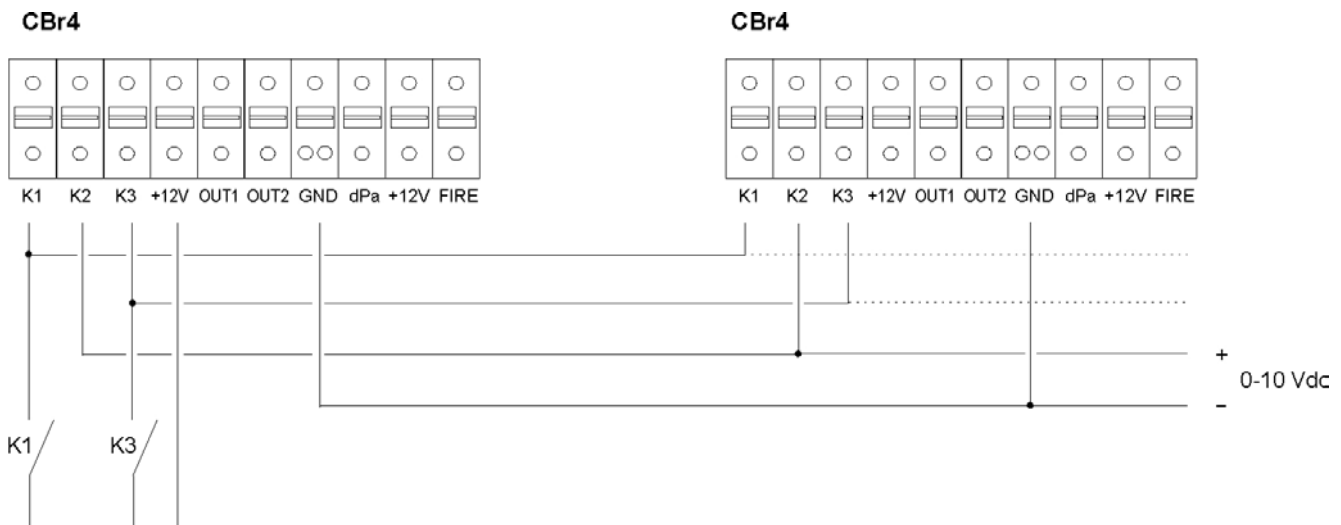 CBr4 CBr4
K1 K2 K3 +12V OUT1 OUT2 GND dPa +12V FIRE K1 K2 K3 +12V OUT1 OUT2 GND dPa +12V FIRE
+
0-10 Vdc
-
K1 K3